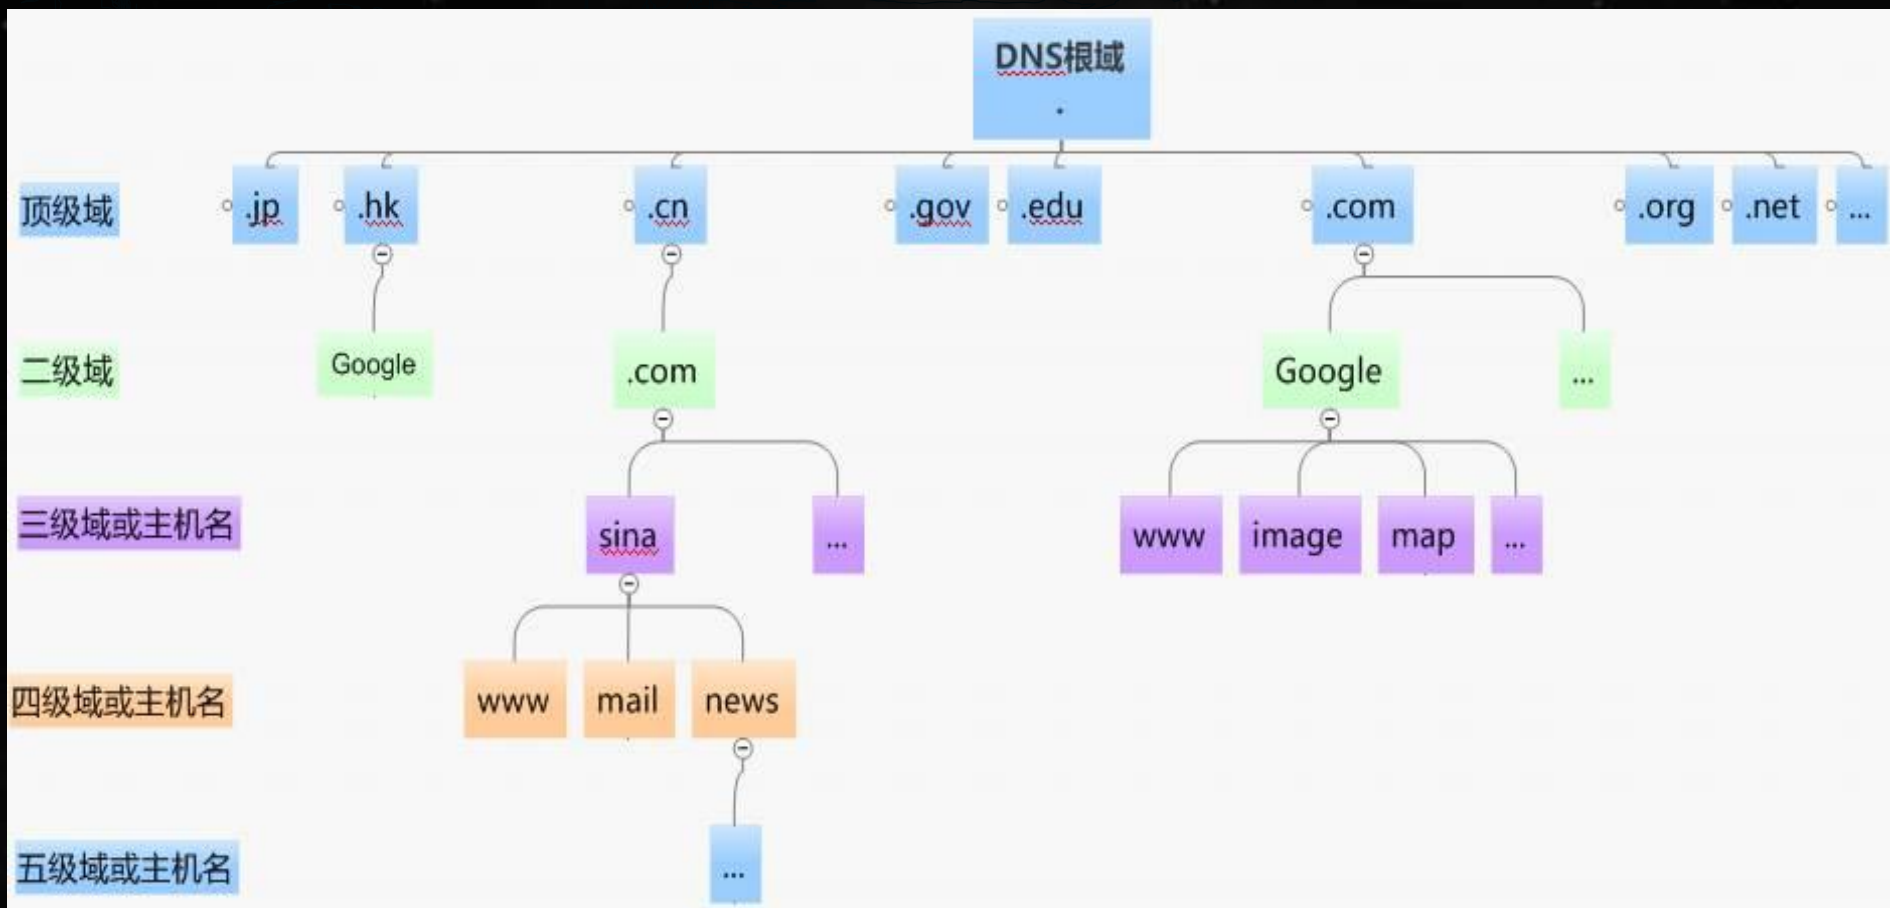 DNS根域
.
顶级域 .jp .hk .cn .gov .edu .com .org .net ...
二级域 Google .com Google ...
三级域或主机名 sina ... www image map ...
四级域或主机名 www mail news
五级域或主机名 ...